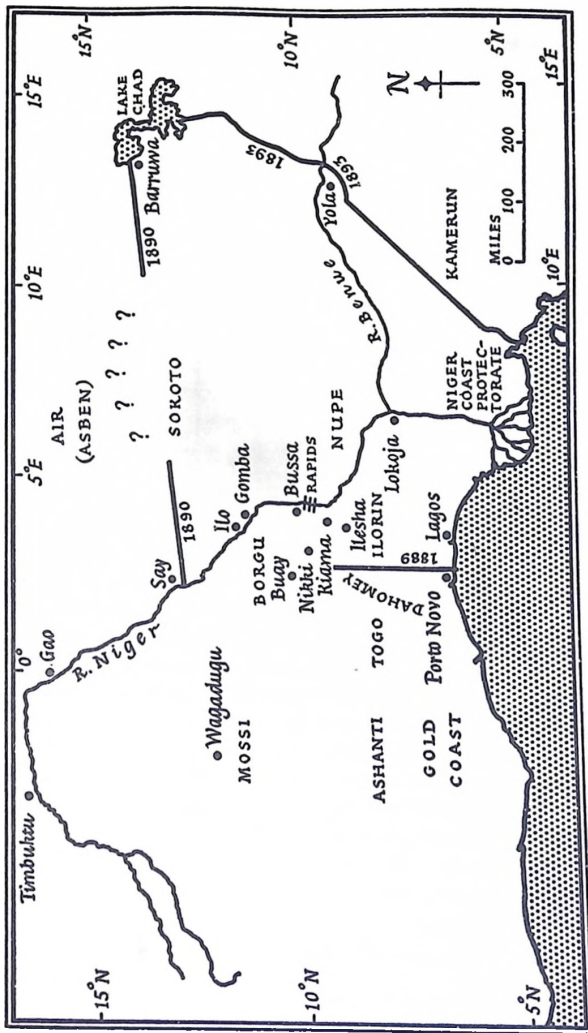 0°
5°E
10°E
15°E
Timbuktu
Gao
R. Niger
AIR
(ASBEN)
15°N
15°N
LAKE
CHAD
Barruwa
1890
? ? ? ?
Say
1890
SOKOTO
Wagadugu
MOSSI
Ilo
Gomba
BORGU
Buay
Nikki
Kiama
Bussa
RAPIDS
Ilesha
ILORIN
NUPE
1893
10°N
10°N
Yola
1893
R. Benue
Lokoja
ASHANTI
TOGO
DAHOMEY
1889
GOLD
COAST
Porto Novo
Lagos
NIGER
COAST
PROTEC-
TORATE
KAMERUN
N
MILES
0 100 200 300
5°N
5°N
10°E
15°E